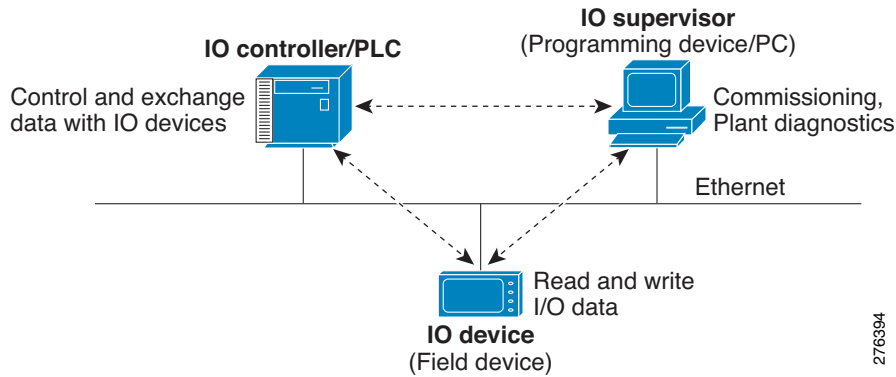 IO supervisor
(Programming device/PC)
IO controller/PLC
Control and exchange
data with IO devices
Commissioning,
Plant diagnostics
Ethernet
Read and write
I/O data
IO device
(Field device)
276394